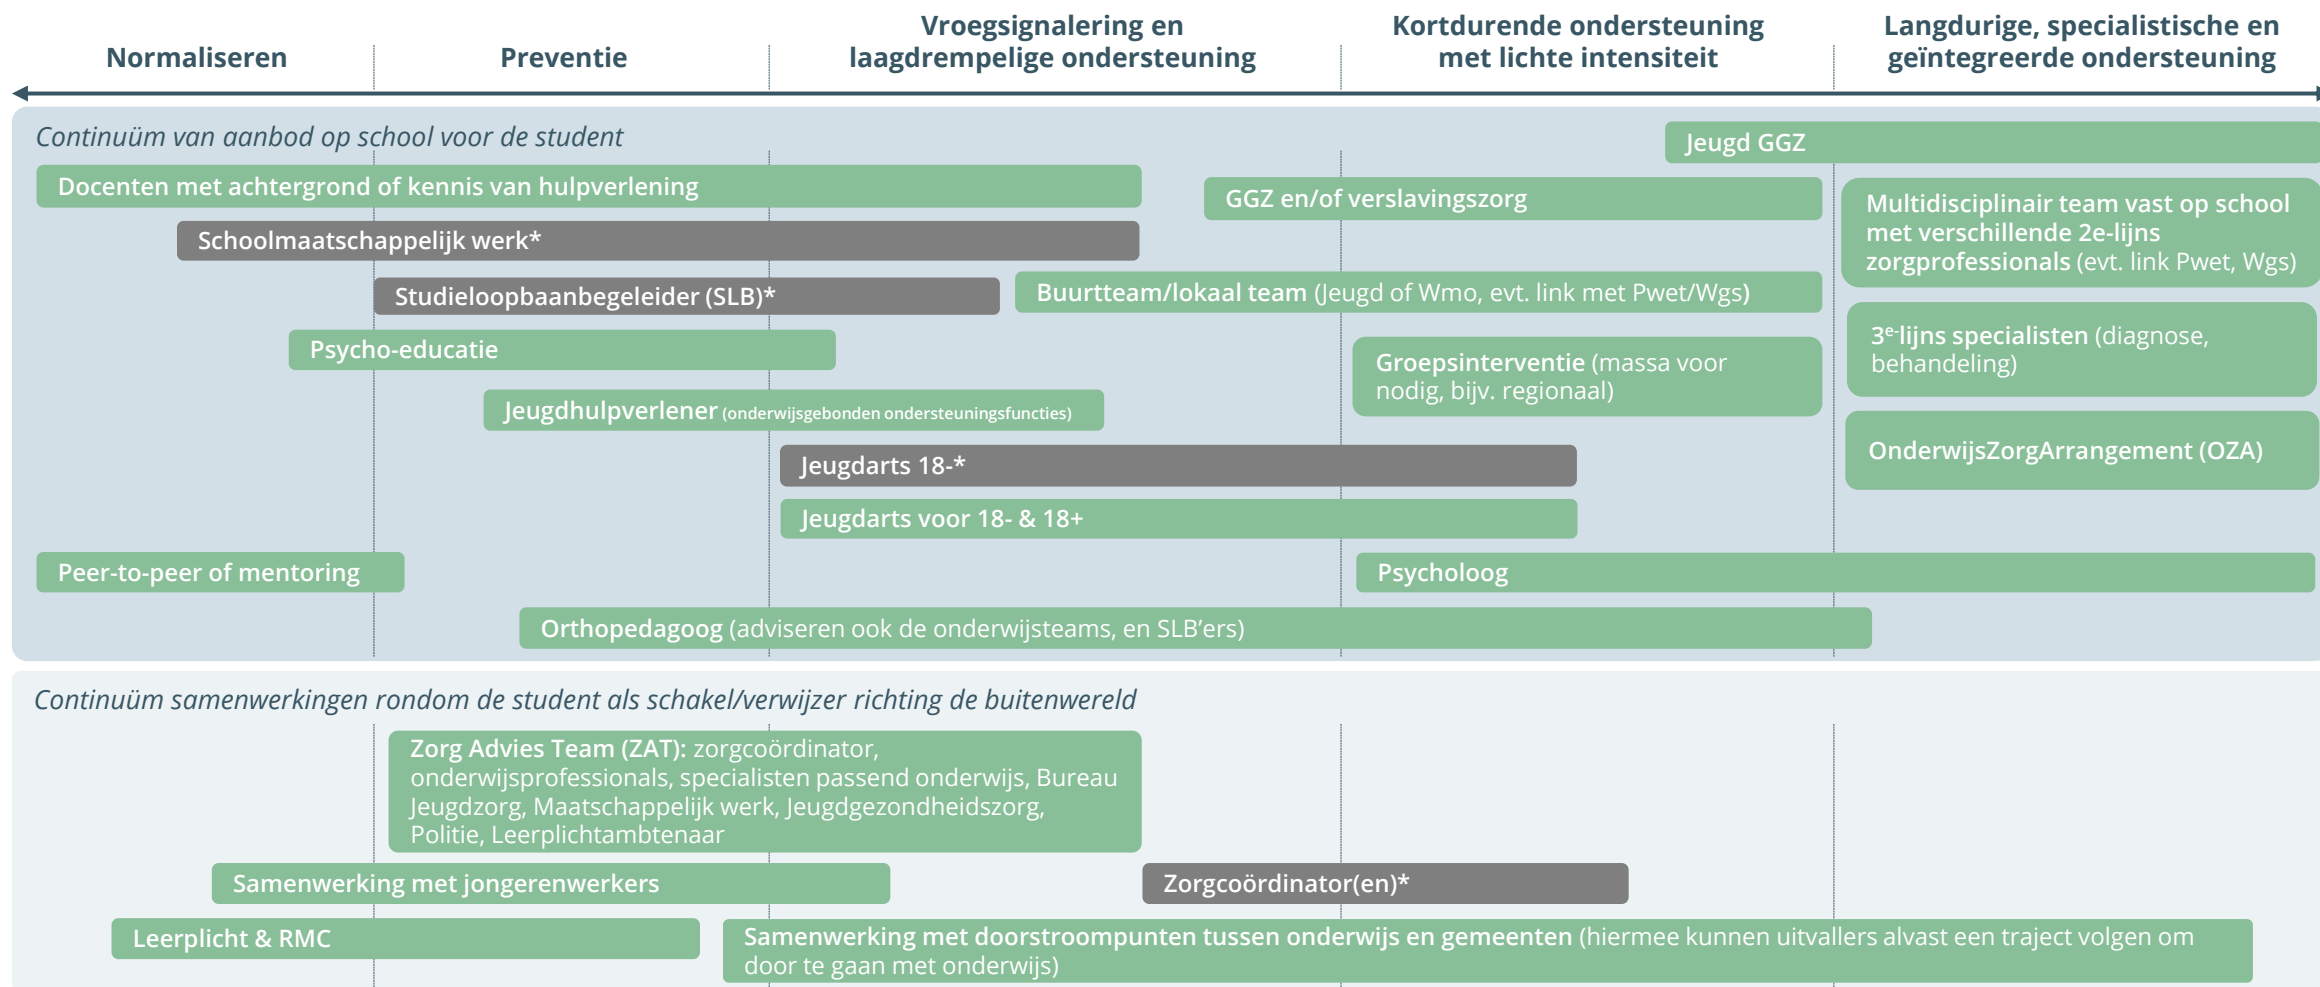 Normaliseren
Preventie
Vroegsignalering en
laagdrempelige ondersteuning
Kortdurende ondersteuning
met lichte intensiteit
Langdurige, specialistische en
geïntegreerde ondersteuning
Continuüm van aanbod op school voor de student
Jeugd GGZ
Docenten met achtergrond of kennis van hulpverlening
GGZ en/of verslavingszorg
Multidisciplinair team vast op school
met verschillende 2e-lijns
zorgprofessionals (evt. link Pwet, Wgs)
Schoolmaatschappelijk werk*
Studieloopbaanbegeleider (SLB)*
Buurtteam/lokaal team (Jeugd of Wmo, evt. link met Pwet/Wgs)
Psycho-educatie
Groepsinterventie (massa voor
nodig, bijv. regionaal)
3e-lijns specialisten (diagnose,
behandeling)
Jeugdhulpverlener (onderwijsgebonden ondersteuningsfuncties)
Jeugdarts 18-*
OnderwijsZorgArrangement (OZA)
Jeugdarts voor 18- & 18+
Peer-to-peer of mentoring
Psycholoog
Orthopedagoog (adviseren ook de onderwijsteams, en SLB’ers)
Continuüm samenwerkingen rondom de student als schakel/verwijzer richting de buitenwereld
Zorg Advies Team (ZAT): zorgcoördinator,
onderwijsprofessionals, specialisten passend onderwijs, Bureau
Jeugdzorg, Maatschappelijk werk, Jeugdgezondheidszorg,
Politie, Leerplichtambtenaar
Samenwerking met jongerenwerkers
Zorgcoördinator(en)*
Leerplicht & RMC
Samenwerking met doorstroompunten tussen onderwijs en gemeenten (hiermee kunnen uitvallers alvast een traject volgen om
door te gaan met onderwijs)